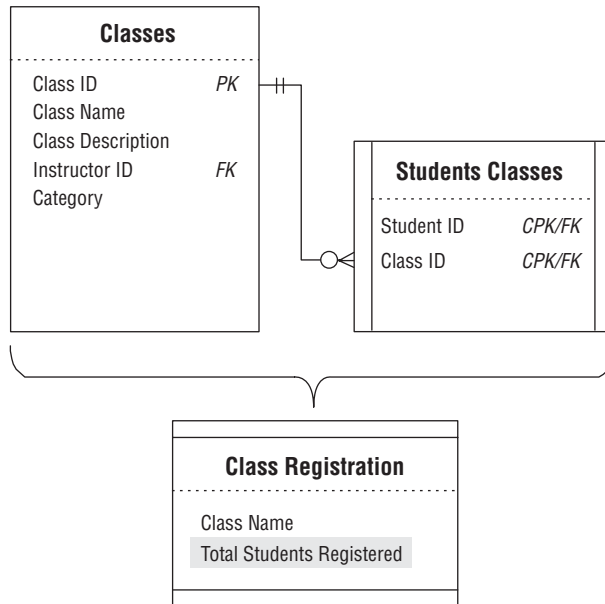 Classes
Class ID PK
Class Name
Class Description
Instructor ID FK
Category
Students Classes
Student ID CPK/FK
Class ID CPK/FK
Class Registration
Class Name
Total Students Registered